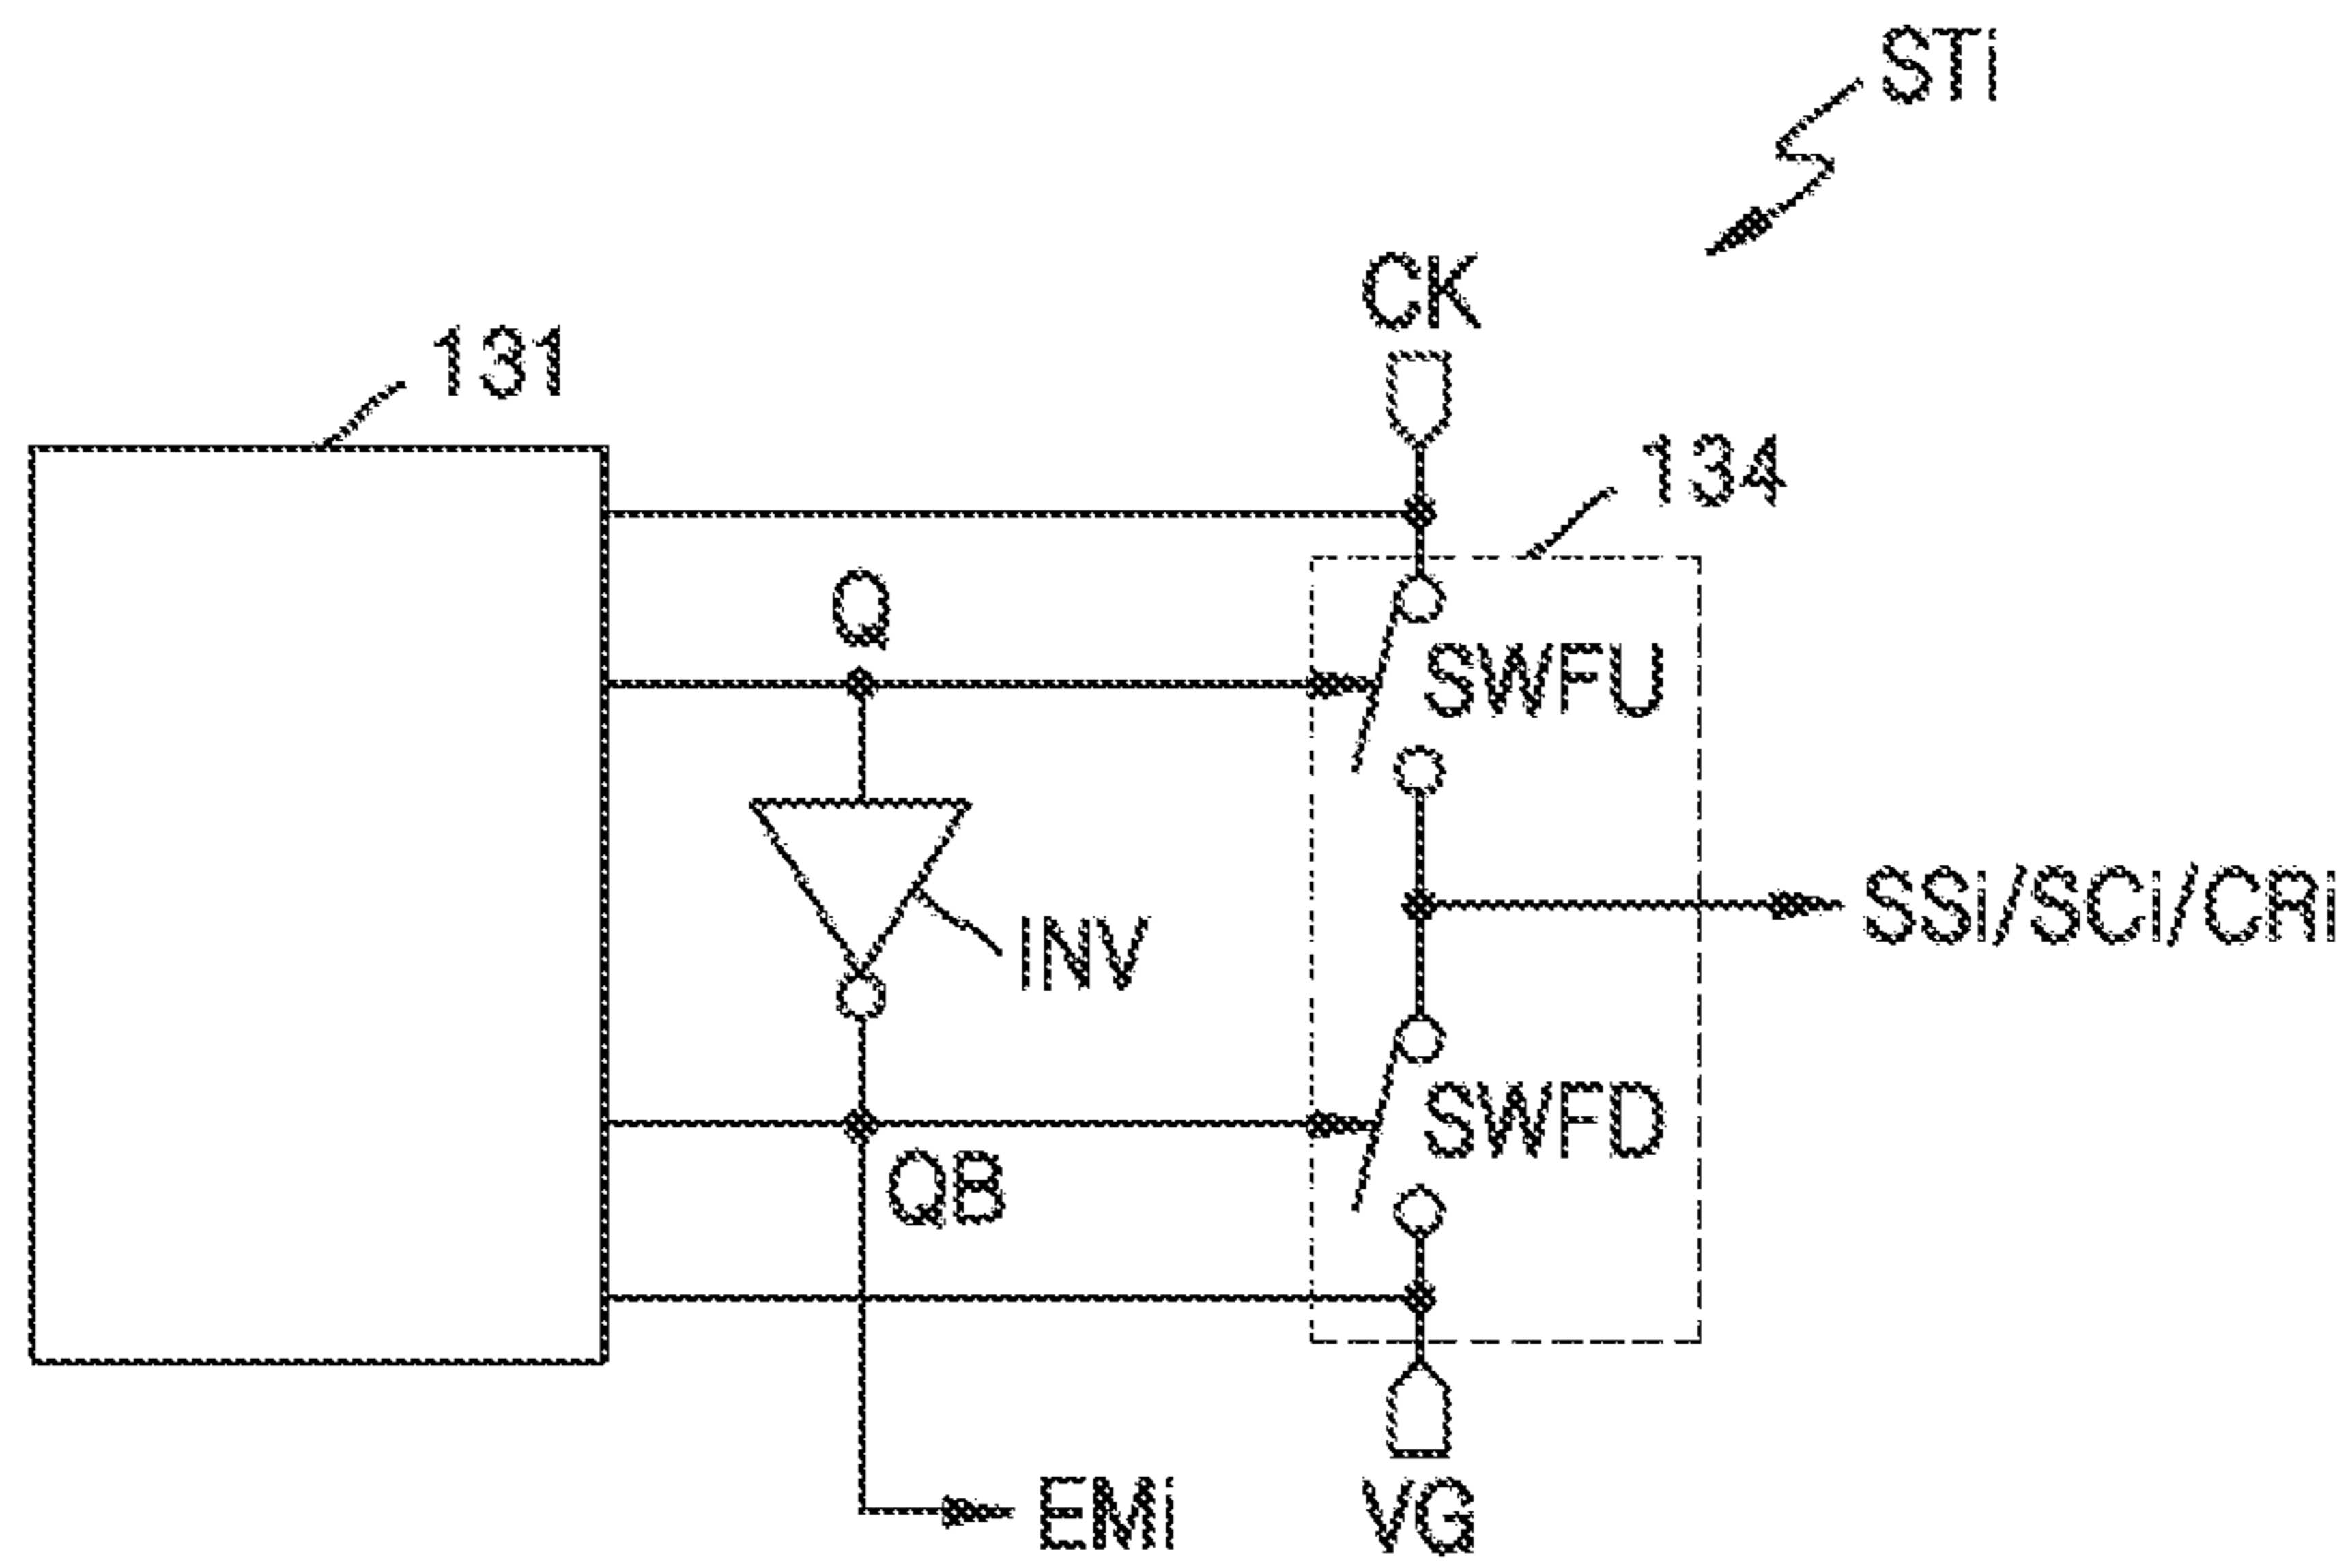 STi
CK
131
134
Q
SWFU
SSi/SCi/CRi
INV
SWFD
QB
EMi
VG